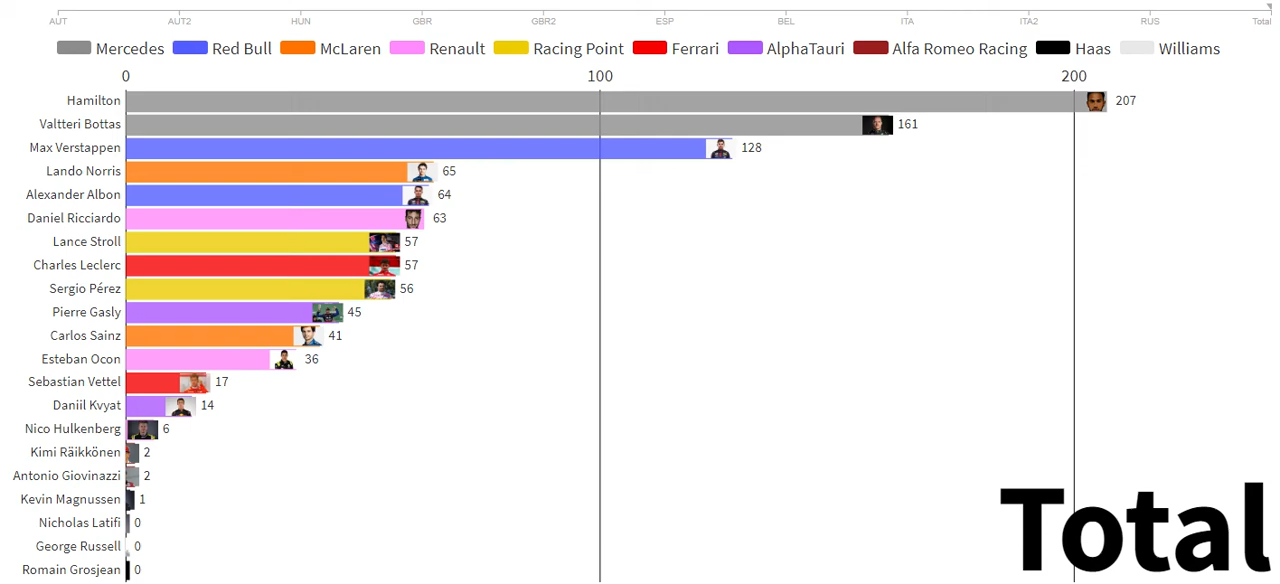 AUT AUT2 HUN GBR GBR2 ESP BEL ITA ITA2 RUS Total
Mercedes Red Bull McLaren Renault Racing Point Ferrari AlphaTauri Alfa Romeo Racing Haas Williams
0 100 200
Hamilton 207
Valtteri Bottas 161
Max Verstappen 128
Lando Norris 65
Alexander Albon 64
Daniel Ricciardo 63
Lance Stroll 57
Charles Leclerc 57
Sergio Pérez 56
Pierre Gasly 45
Carlos Sainz 41
Esteban Ocon 36
Sebastian Vettel 17
Daniil Kvyat 14
Nico Hulkenberg 6
Kimi Räikkönen 2
Antonio Giovinazzi 2
Kevin Magnussen 1
Nicholas Latifi 0
George Russell 0
Romain Grosjean 0
Total